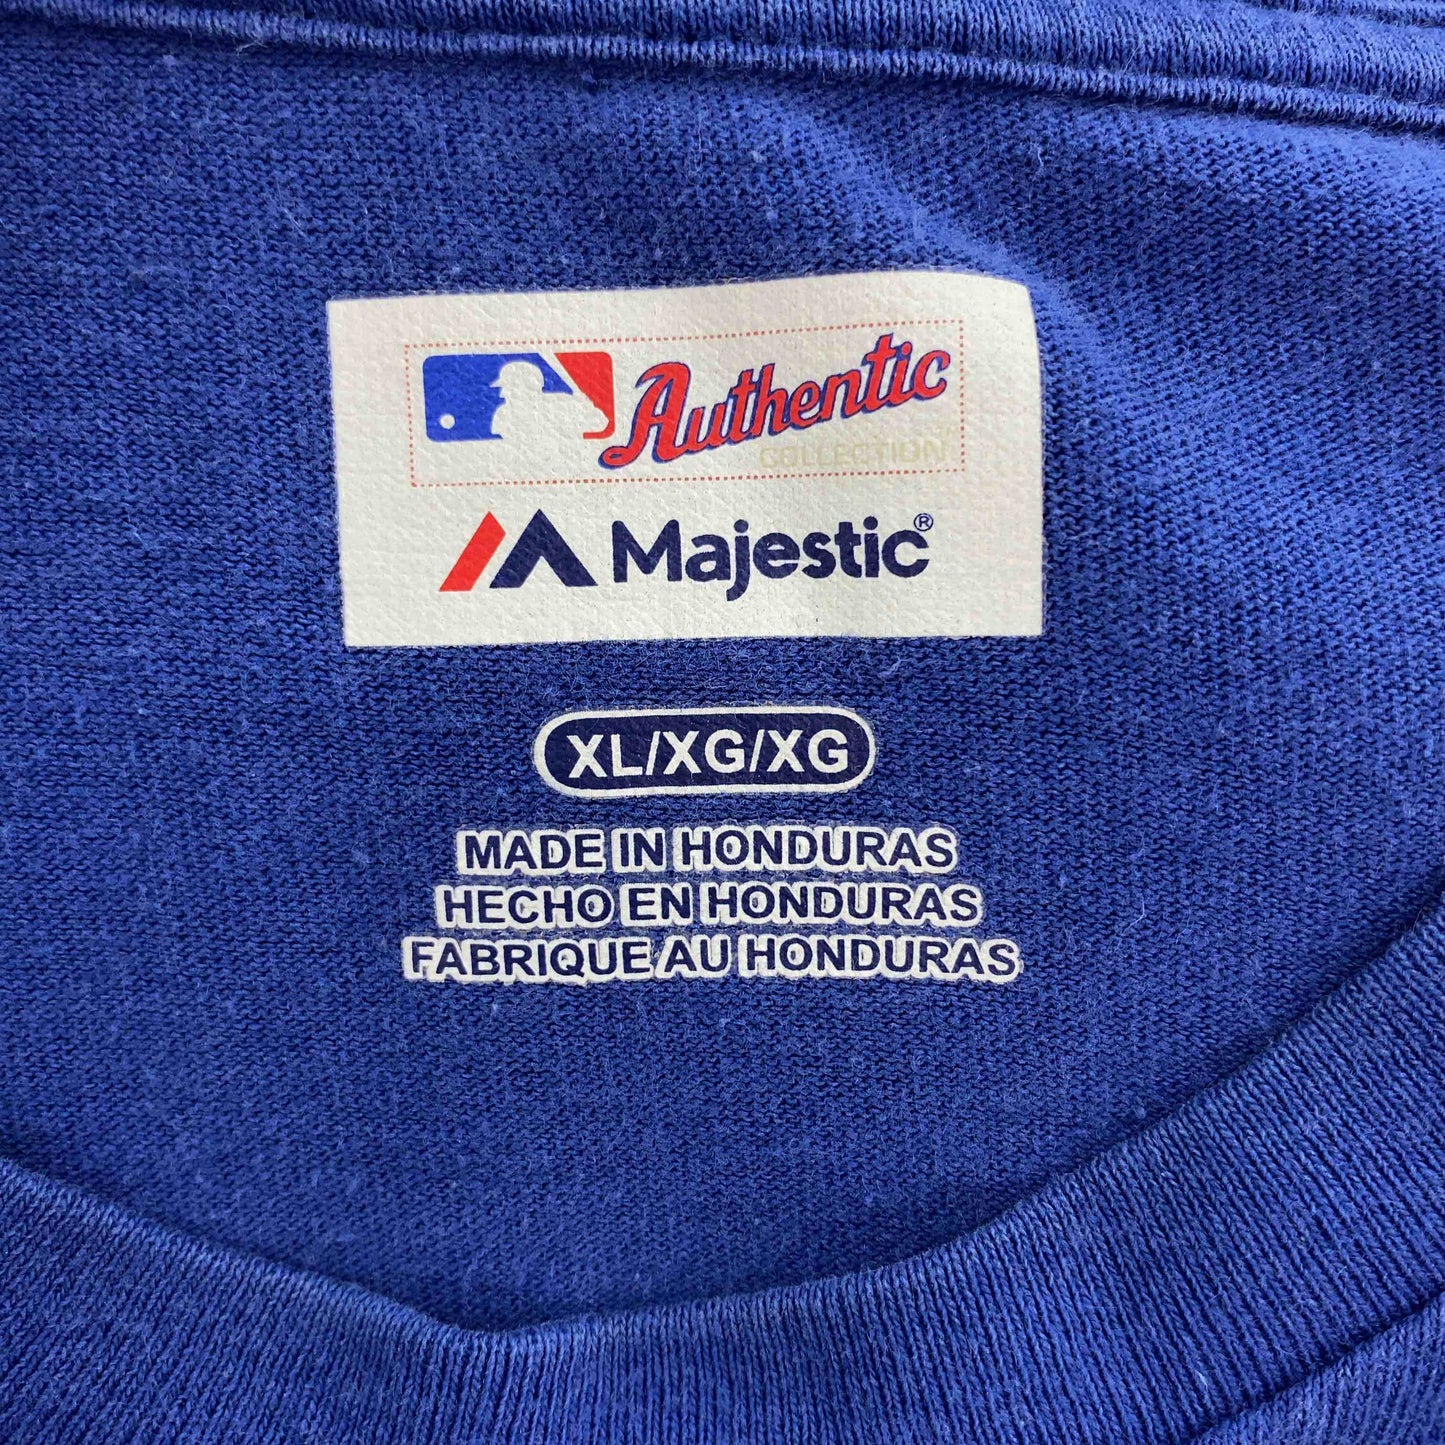 Authentic
COLLECTION
Majestic®
XL/XG/XG
MADE IN HONDURAS
HECHO EN HONDURAS
FABRIQUE AU HONDURAS